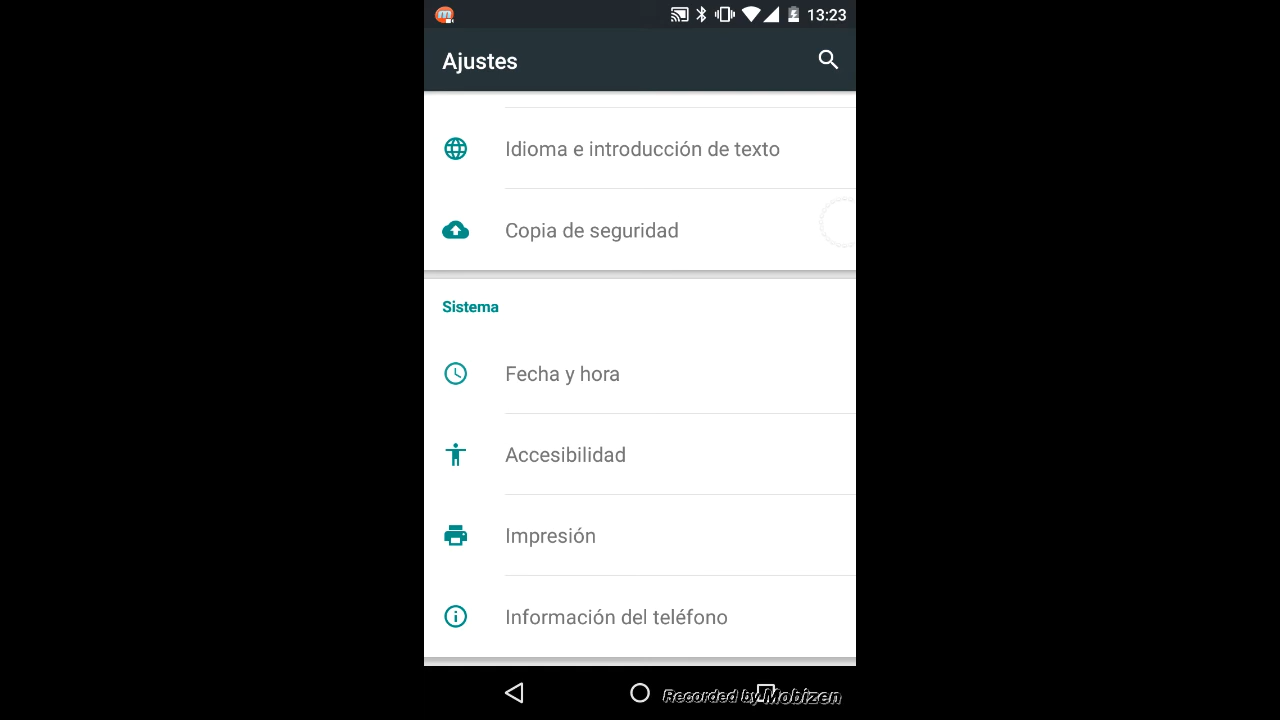 13:23
Ajustes
Idioma e introducción de texto
Copia de seguridad
Sistema
Fecha y hora
Accesibilidad
Impresión
Información del teléfono
Recorded by Mobizen